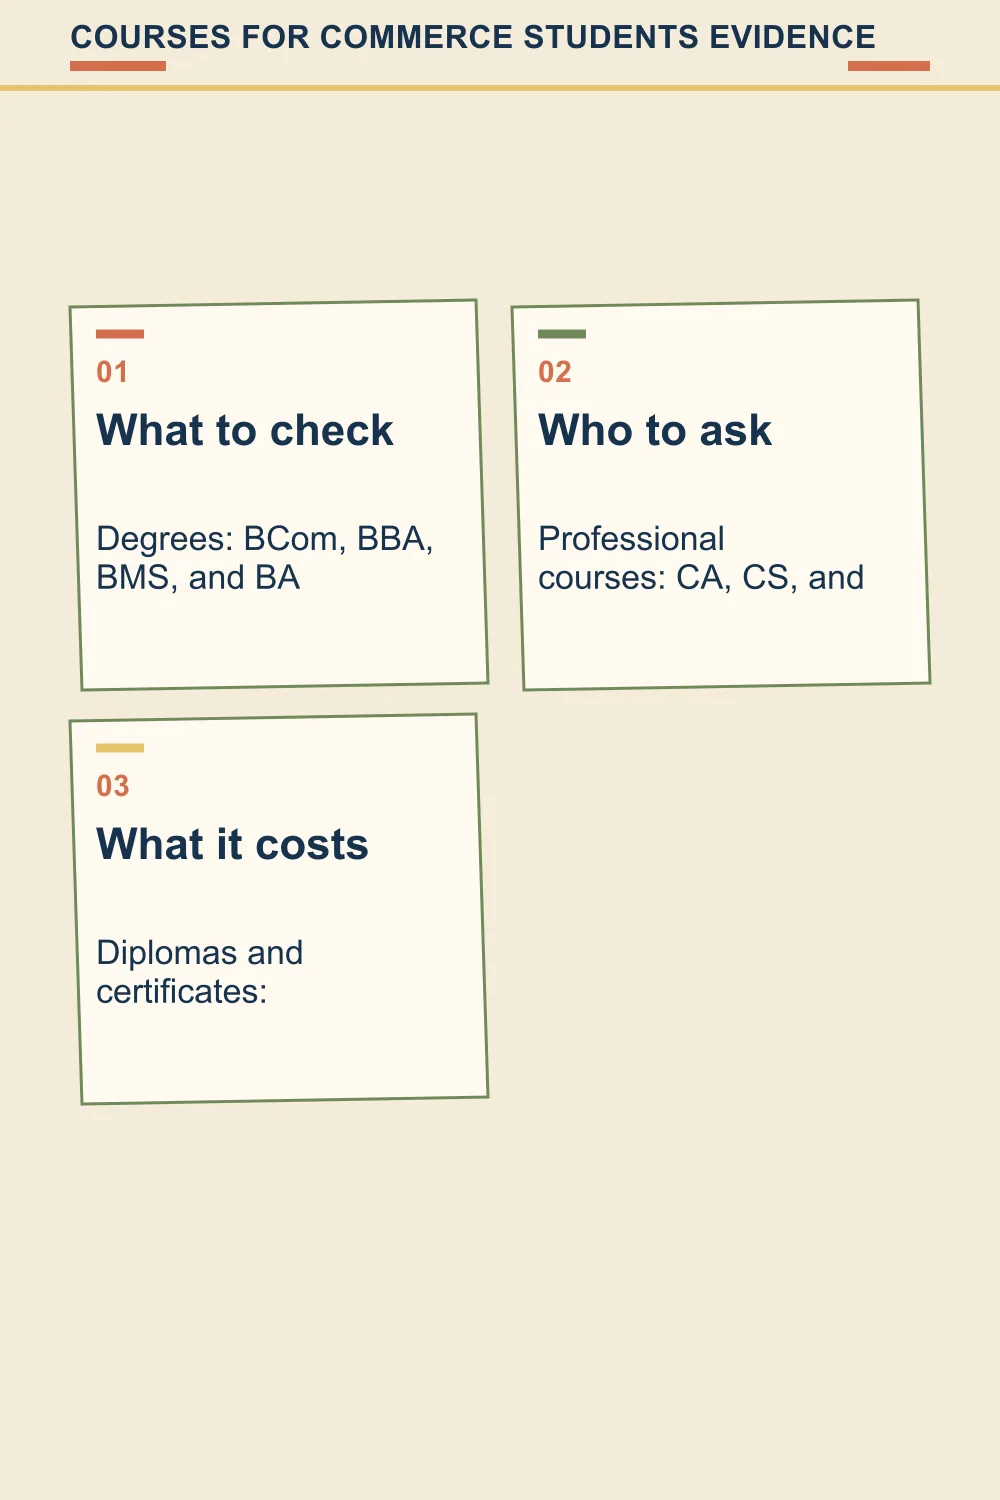 COURSES FOR COMMERCE STUDENTS EVIDENCE
01
What to check
Degrees: BCom, BBA,
BMS, and BA
02
Who to ask
Professional
courses: CA, CS, and
03
What it costs
Diplomas and
certificates: